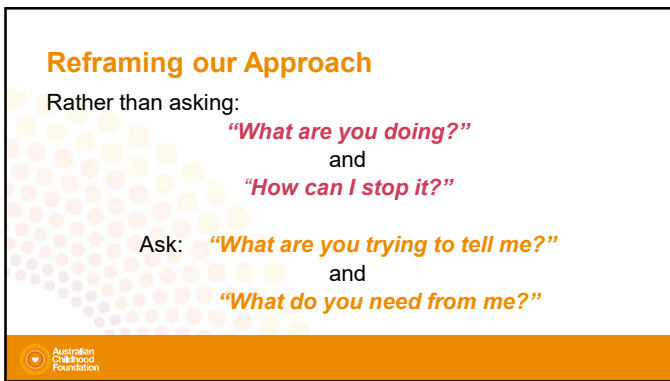 Reframing our Approach
Rather than asking:
“What are you doing?”
and
“How can I stop it?”
Ask: “What are you trying to tell me?”
and
“What do you need from me?”
Australian
Childhood
Foundation